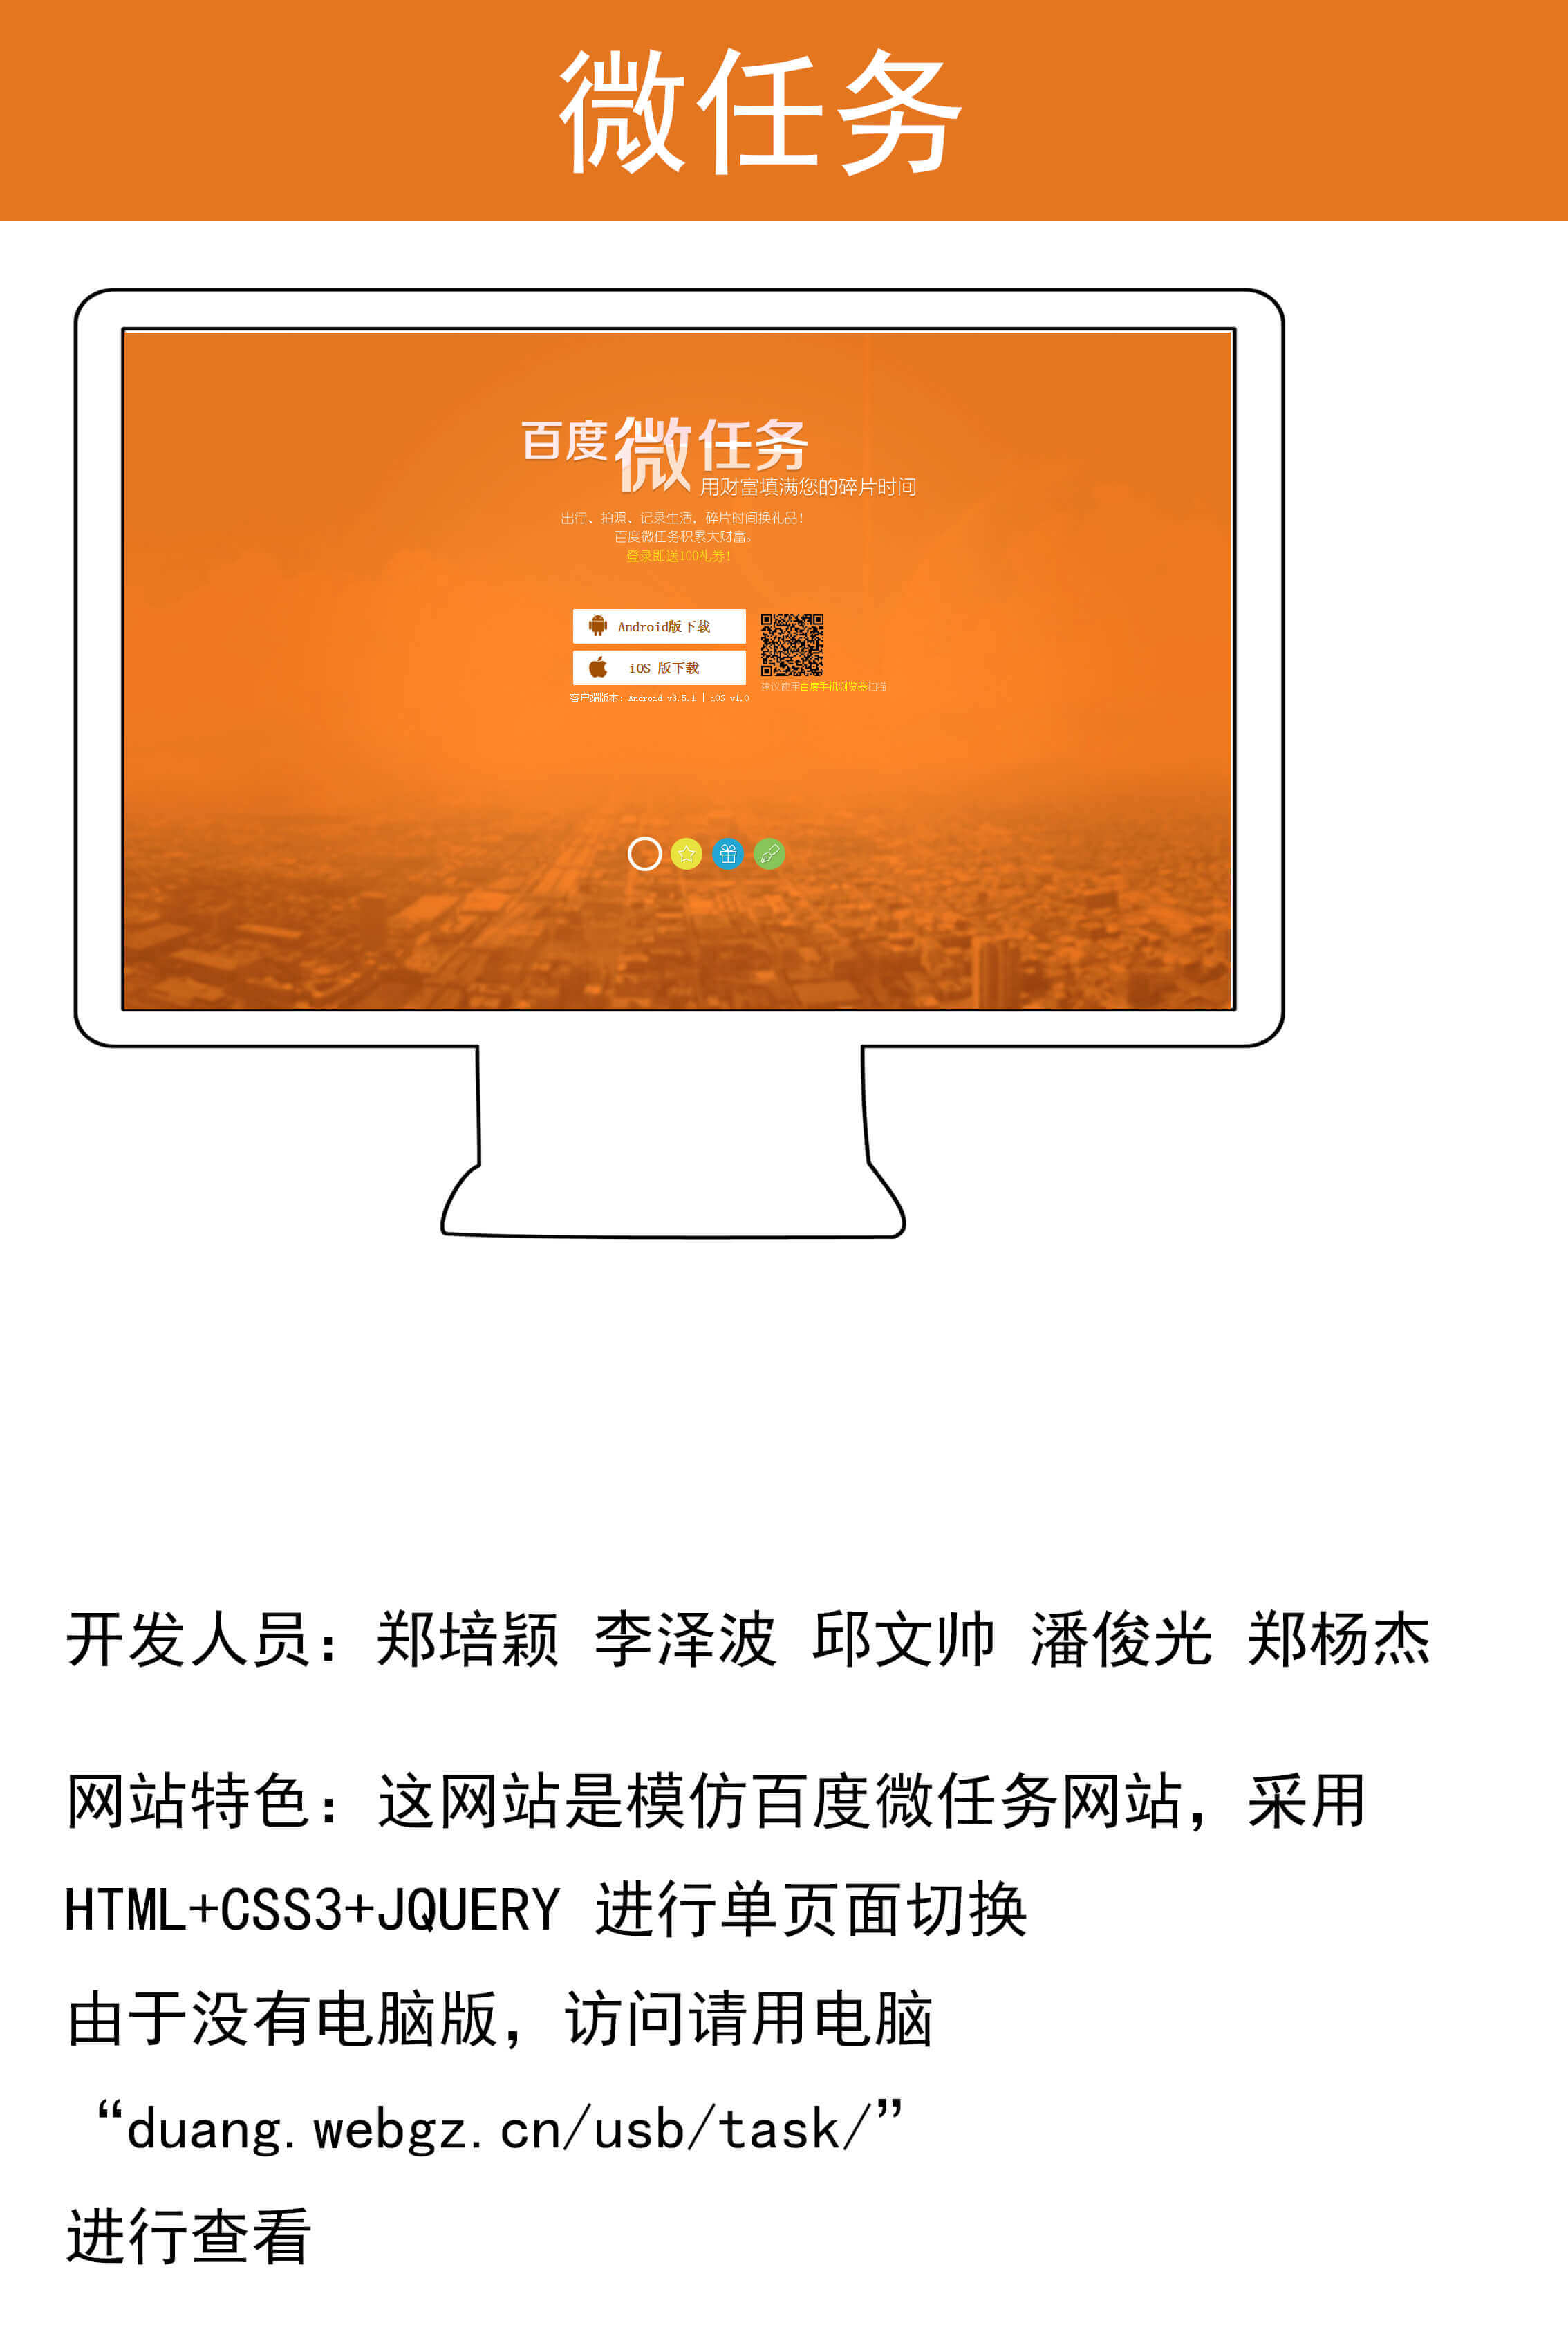 微任务
百度微任务
用财富填满您的碎片时间
出行、拍照、记录生活，碎片时间换礼品！
百度微任务积累大财富。
登录即送100礼券！
Android版下载
iOS 版下载
建议使用百度手机浏览器扫描
客户端版本：Android v3.5.1 | iOS v1.0
开发人员：郑培颖 李泽波 邱文帅 潘俊光 郑杨杰
网站特色：这网站是模仿百度微任务网站，采用
HTML+CSS3+JQUERY 进行单页面切换
由于没有电脑版，访问请用电脑
“duang.webgz.cn/usb/task/”
进行查看